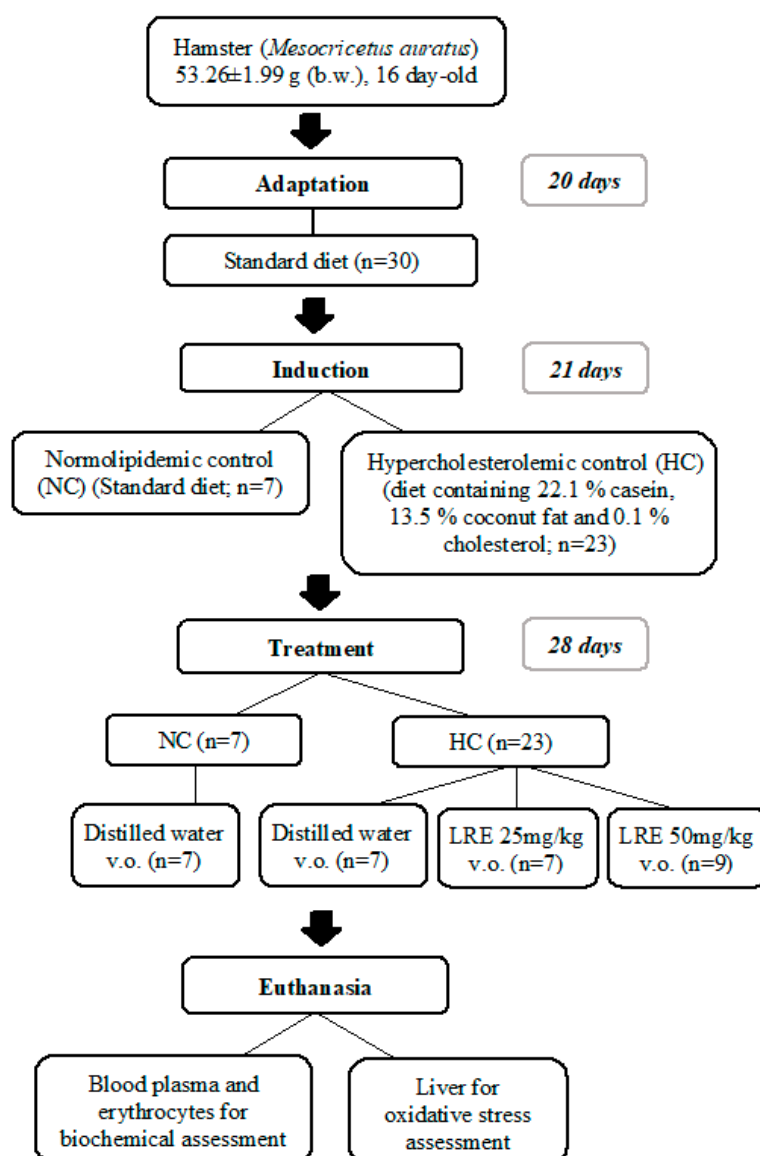 Hamster (Mesocricetus auratus)
53.26±1.99 g (b.w.), 16 day-old
Adaptation
20 days
Standard diet (n=30)
Induction
21 days
Normolipidemic control
(NC) (Standard diet; n=7)
Hypercholesterolemic control (HC)
(diet containing 22.1 % casein,
13.5 % coconut fat and 0.1 %
cholesterol; n=23)
Treatment
28 days
NC (n=7)
HC (n=23)
Distilled water
v.o. (n=7)
Distilled water
v.o. (n=7)
LRE 25mg/kg
v.o. (n=7)
LRE 50mg/kg
v.o. (n=9)
Euthanasia
Blood plasma and
erythrocytes for
biochemical assessment
Liver for
oxidative stress
assessment